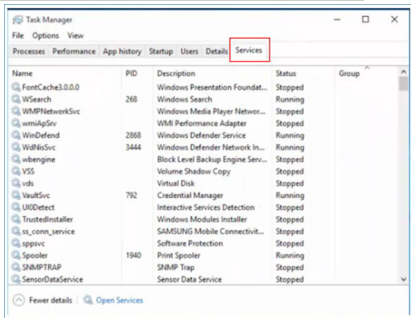 Task Manager
File Options View
Processes Performance App history Startup Users Details Services
Name PID Description Status Group
FontCache3.0.0.0 Windows Presentation Foundat... Stopped
WSearch 268 Windows Search Running
WMPNetworkSvc Windows Media Player Networ... Stopped
wmiApSrv WMI Performance Adapter Stopped
WinDefend 2868 Windows Defender Service Running
WdNisSvc 3444 Windows Defender Network In... Running
wbengine Block Level Backup Engine Serv... Stopped
VSS Volume Shadow Copy Stopped
vds Virtual Disk Stopped
VaultSvc 792 Credential Manager Running
UI0Detect Interactive Services Detection Stopped
TrustedInstaller Windows Modules Installer Stopped
ss_conn_service SAMSUNG Mobile Connectivit... Stopped
sppsvc Software Protection Stopped
Spooler 1940 Print Spooler Running
SNMPTRAP SNMP Trap Stopped
SensorDataService Sensor Data Service Stopped
Fewer details Open Services